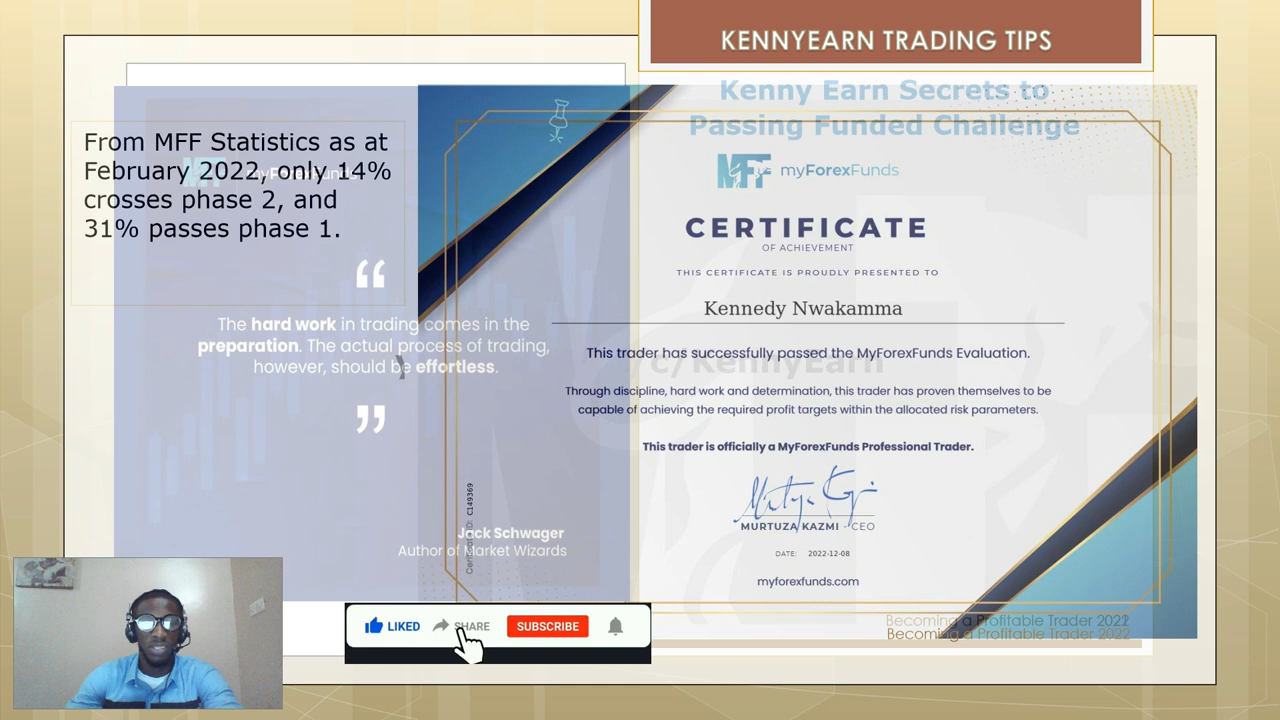 KENNYEARN TRADING TIPS
Kenny Earn Secrets to
Passing Funded Challenge
From MFF Statistics as at
February 2022, only 14%
crosses phase 2, and
31% passes phase 1.
MFF myForexFunds
CERTIFICATE
OF ACHIEVEMENT
THIS CERTIFICATE IS PROUDLY PRESENTED TO
Kennedy Nwakamma
This trader has successfully passed the MyForexFunds Evaluation.
c/KennyEarn
Through discipline, hard work and determination, this trader has proven themselves to be
capable of achieving the required profit targets within the allocated risk parameters.
This trader is officially a MyForexFunds Professional Trader.
MURTUZA KAZMI - CEO
DATE: 2022-12-08
myforexfunds.com
“
The hard work in trading comes in the
preparation. The actual process of trading,
however, should be effortless.
”
Jack Schwager
Author of Market Wizards
C149369
LIKED SHARE SUBSCRIBE
Becoming a Profitable Trader 2022
Becoming a Profitable Trader 2022